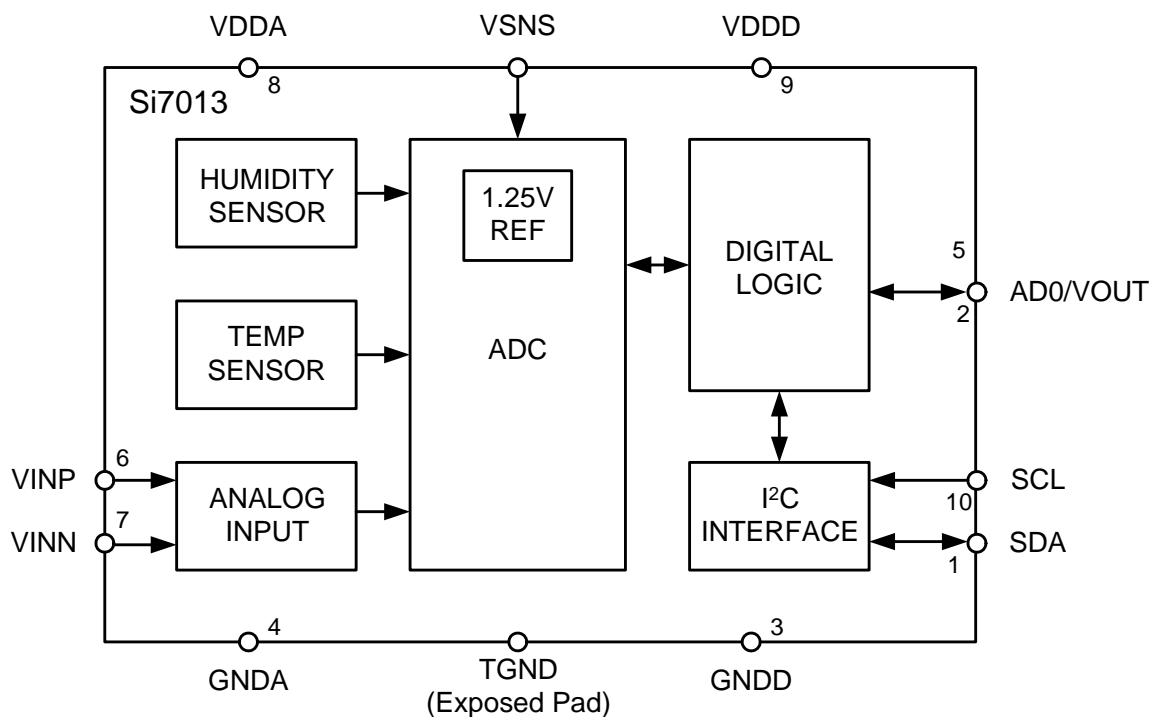 VDDA
VSNS
VDDD
8
9
Si7013
HUMIDITY
SENSOR
1.25V
REF
DIGITAL
LOGIC
5
AD0/VOUT
2
TEMP
SENSOR
ADC
6
VINP
ANALOG
INPUT
7
VINN
I²C
INTERFACE
SCL
10
SDA
1
4
3
GNDA
TGND
(Exposed Pad)
GNDD